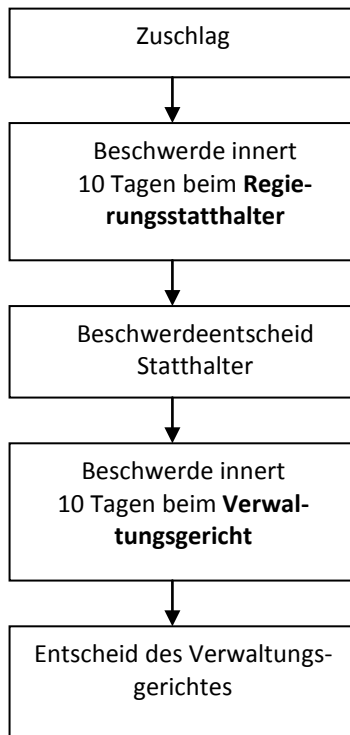 Zuschlag
Beschwerde innert
10 Tagen beim Regie-
rungsstatthalter
Beschwerdeentscheid
Statthalter
Beschwerde innert
10 Tagen beim Verwal-
tungsgericht
Entscheid des Verwaltungs-
gerichtes